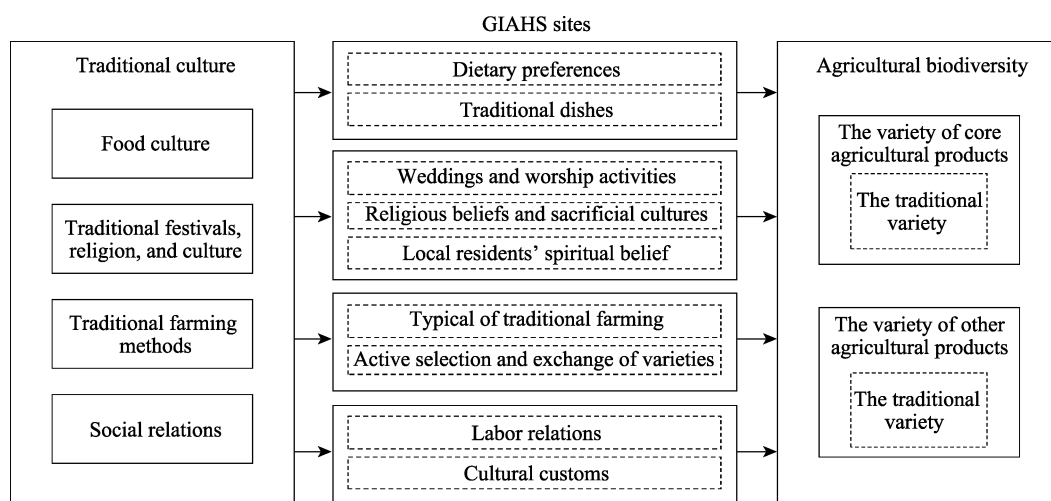 GIAHS sites
Traditional culture
Food culture
Traditional festivals,
religion, and culture
Traditional farming
methods
Social relations
Dietary preferences
Traditional dishes
Weddings and worship activities
Religious beliefs and sacrificial cultures
Local residents’ spiritual belief
Typical of traditional farming
Active selection and exchange of varieties
Labor relations
Cultural customs
Agricultural biodiversity
The variety of core
agricultural products
The traditional
variety
The variety of other
agricultural products
The traditional
variety